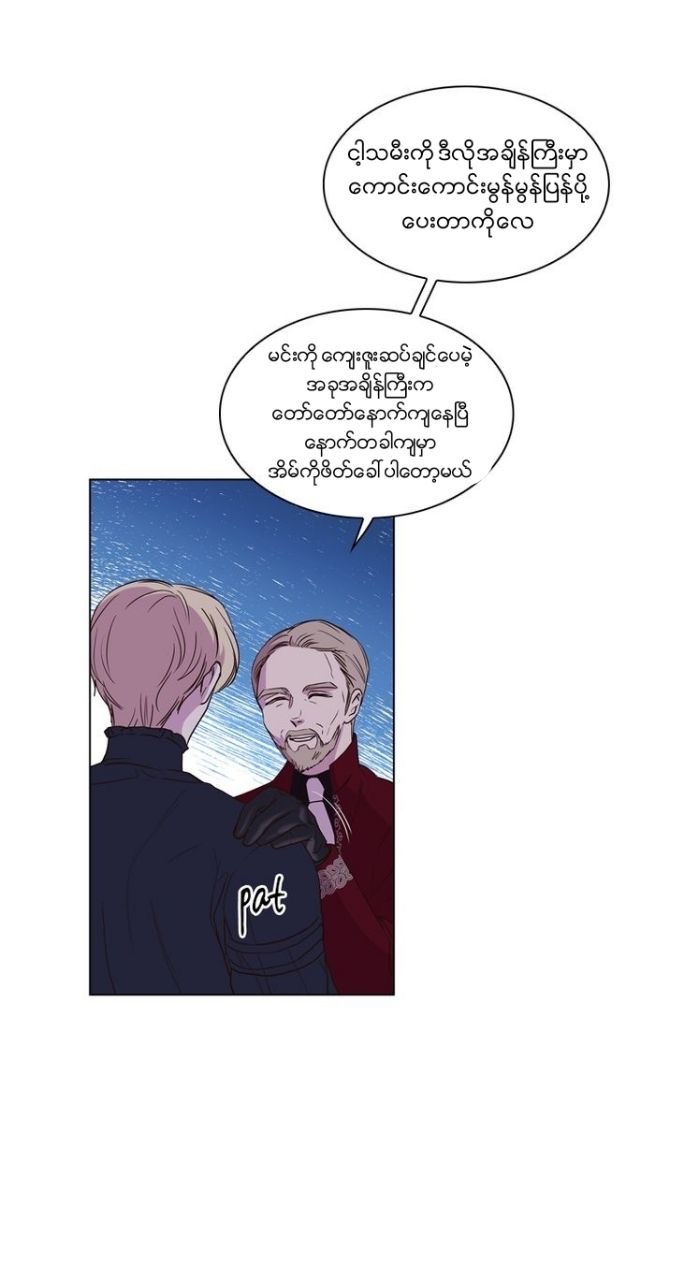 ငါ့သမီးကို ဒီလိုအချိန်ကြီးမှာ
ကောင်းကောင်းမွန်မွန်ပြန်ပို့
ပေးတာကိုလေ
မင်းကို ကျေးဇူးဆပ်ချင်ပေမဲ့
အခုအချိန်ကြီးက
တော်တော်နောက်ကျနေပြီ
နောက်တခါကျမှာ
အိမ်ကိုဖိတ်ခေါ်ပါတော့မယ်
pat